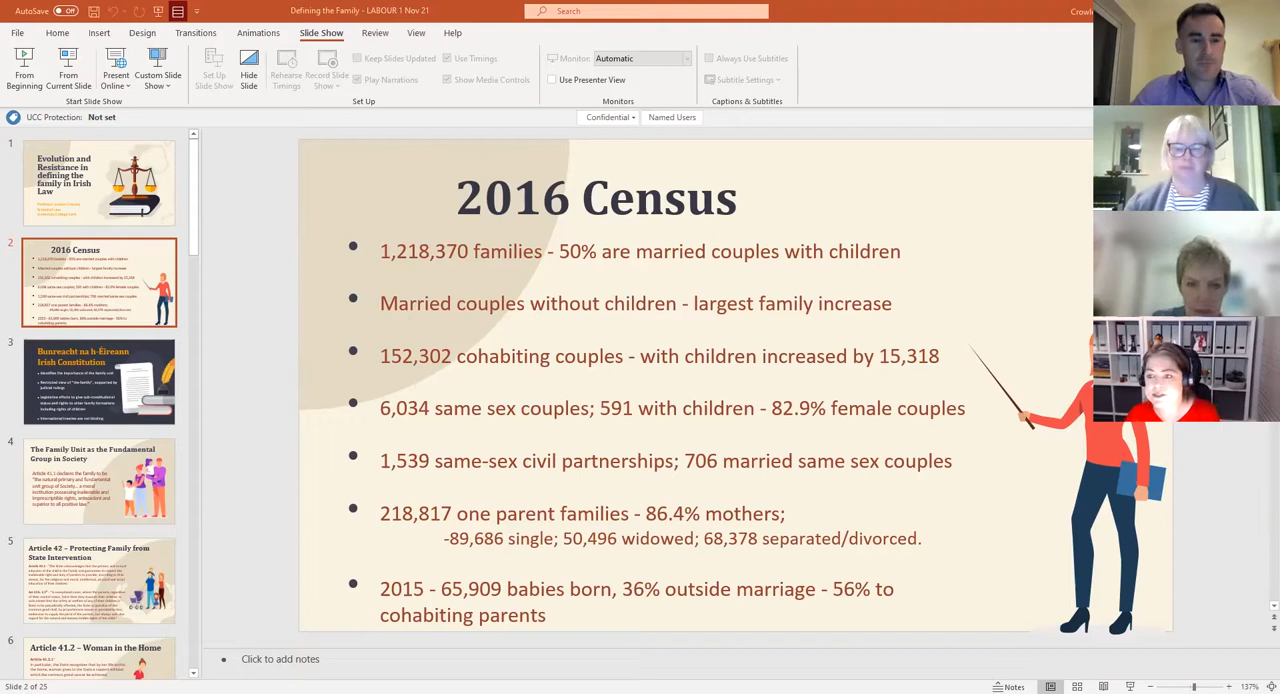 AutoSave Off
Defining the Family - LABOUR 1 Nov 21
Search
File Home Insert Design Transitions Animations Slide Show Review View Help
From Beginning
From Current Slide
Present Online
Custom Slide Show
Set Up Slide Show
Hide Slide
Rehearse Timings
Record Slide Show
Keep Slides Updated
Play Narrations
Use Timings
Show Media Controls
Monitor: Automatic
Use Presenter View
Always Use Subtitles
Subtitle Settings
Start Slide Show
Set Up
Monitors
Captions & Subtitles
UCC Protection: Not set
Confidential
Named Users
1
Evolution and
Resistance in
defining the
family in Irish
Law
2
2016 Census
3
Bunreacht na h-Éireann
Irish Constitution
4
The Family Unit as the Fundamental
Group in Society
5
Article 42 – Protecting Family from
State Intervention
6
Article 41.2 – Woman in the Home
2016 Census
1,218,370 families - 50% are married couples with children
Married couples without children - largest family increase
152,302 cohabiting couples - with children increased by 15,318
6,034 same sex couples; 591 with children - 82.9% female couples
1,539 same-sex civil partnerships; 706 married same sex couples
218,817 one parent families - 86.4% mothers;
-89,686 single; 50,496 widowed; 68,378 separated/divorced.
2015 - 65,909 babies born, 36% outside marriage - 56% to
cohabiting parents
Click to add notes
Slide 2 of 25
Notes
137%